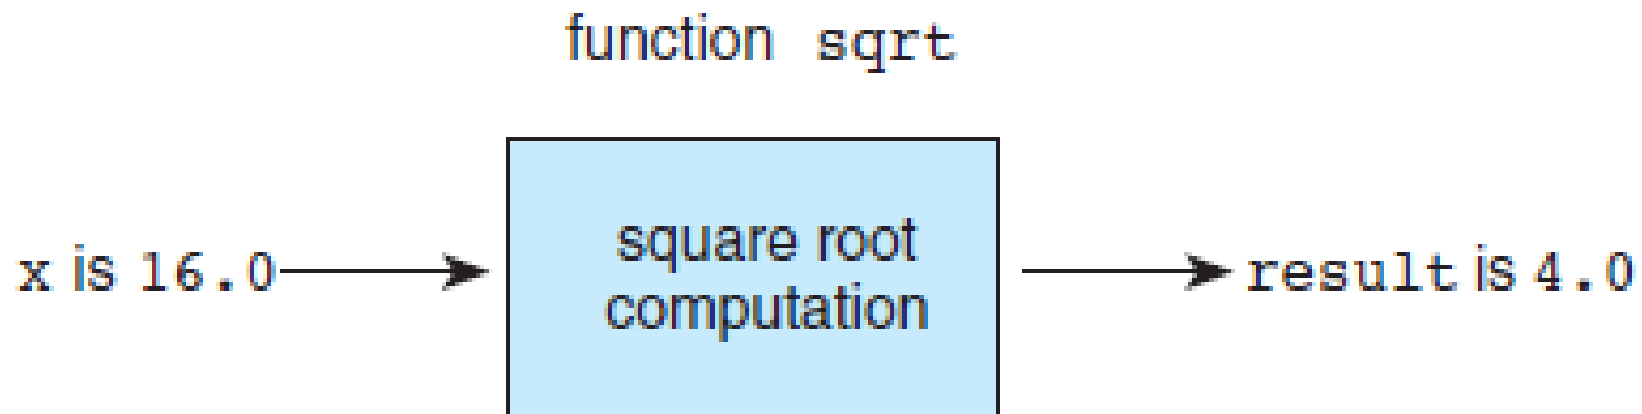 function sqrt
x is 16.0
square root
computation
result is 4.0